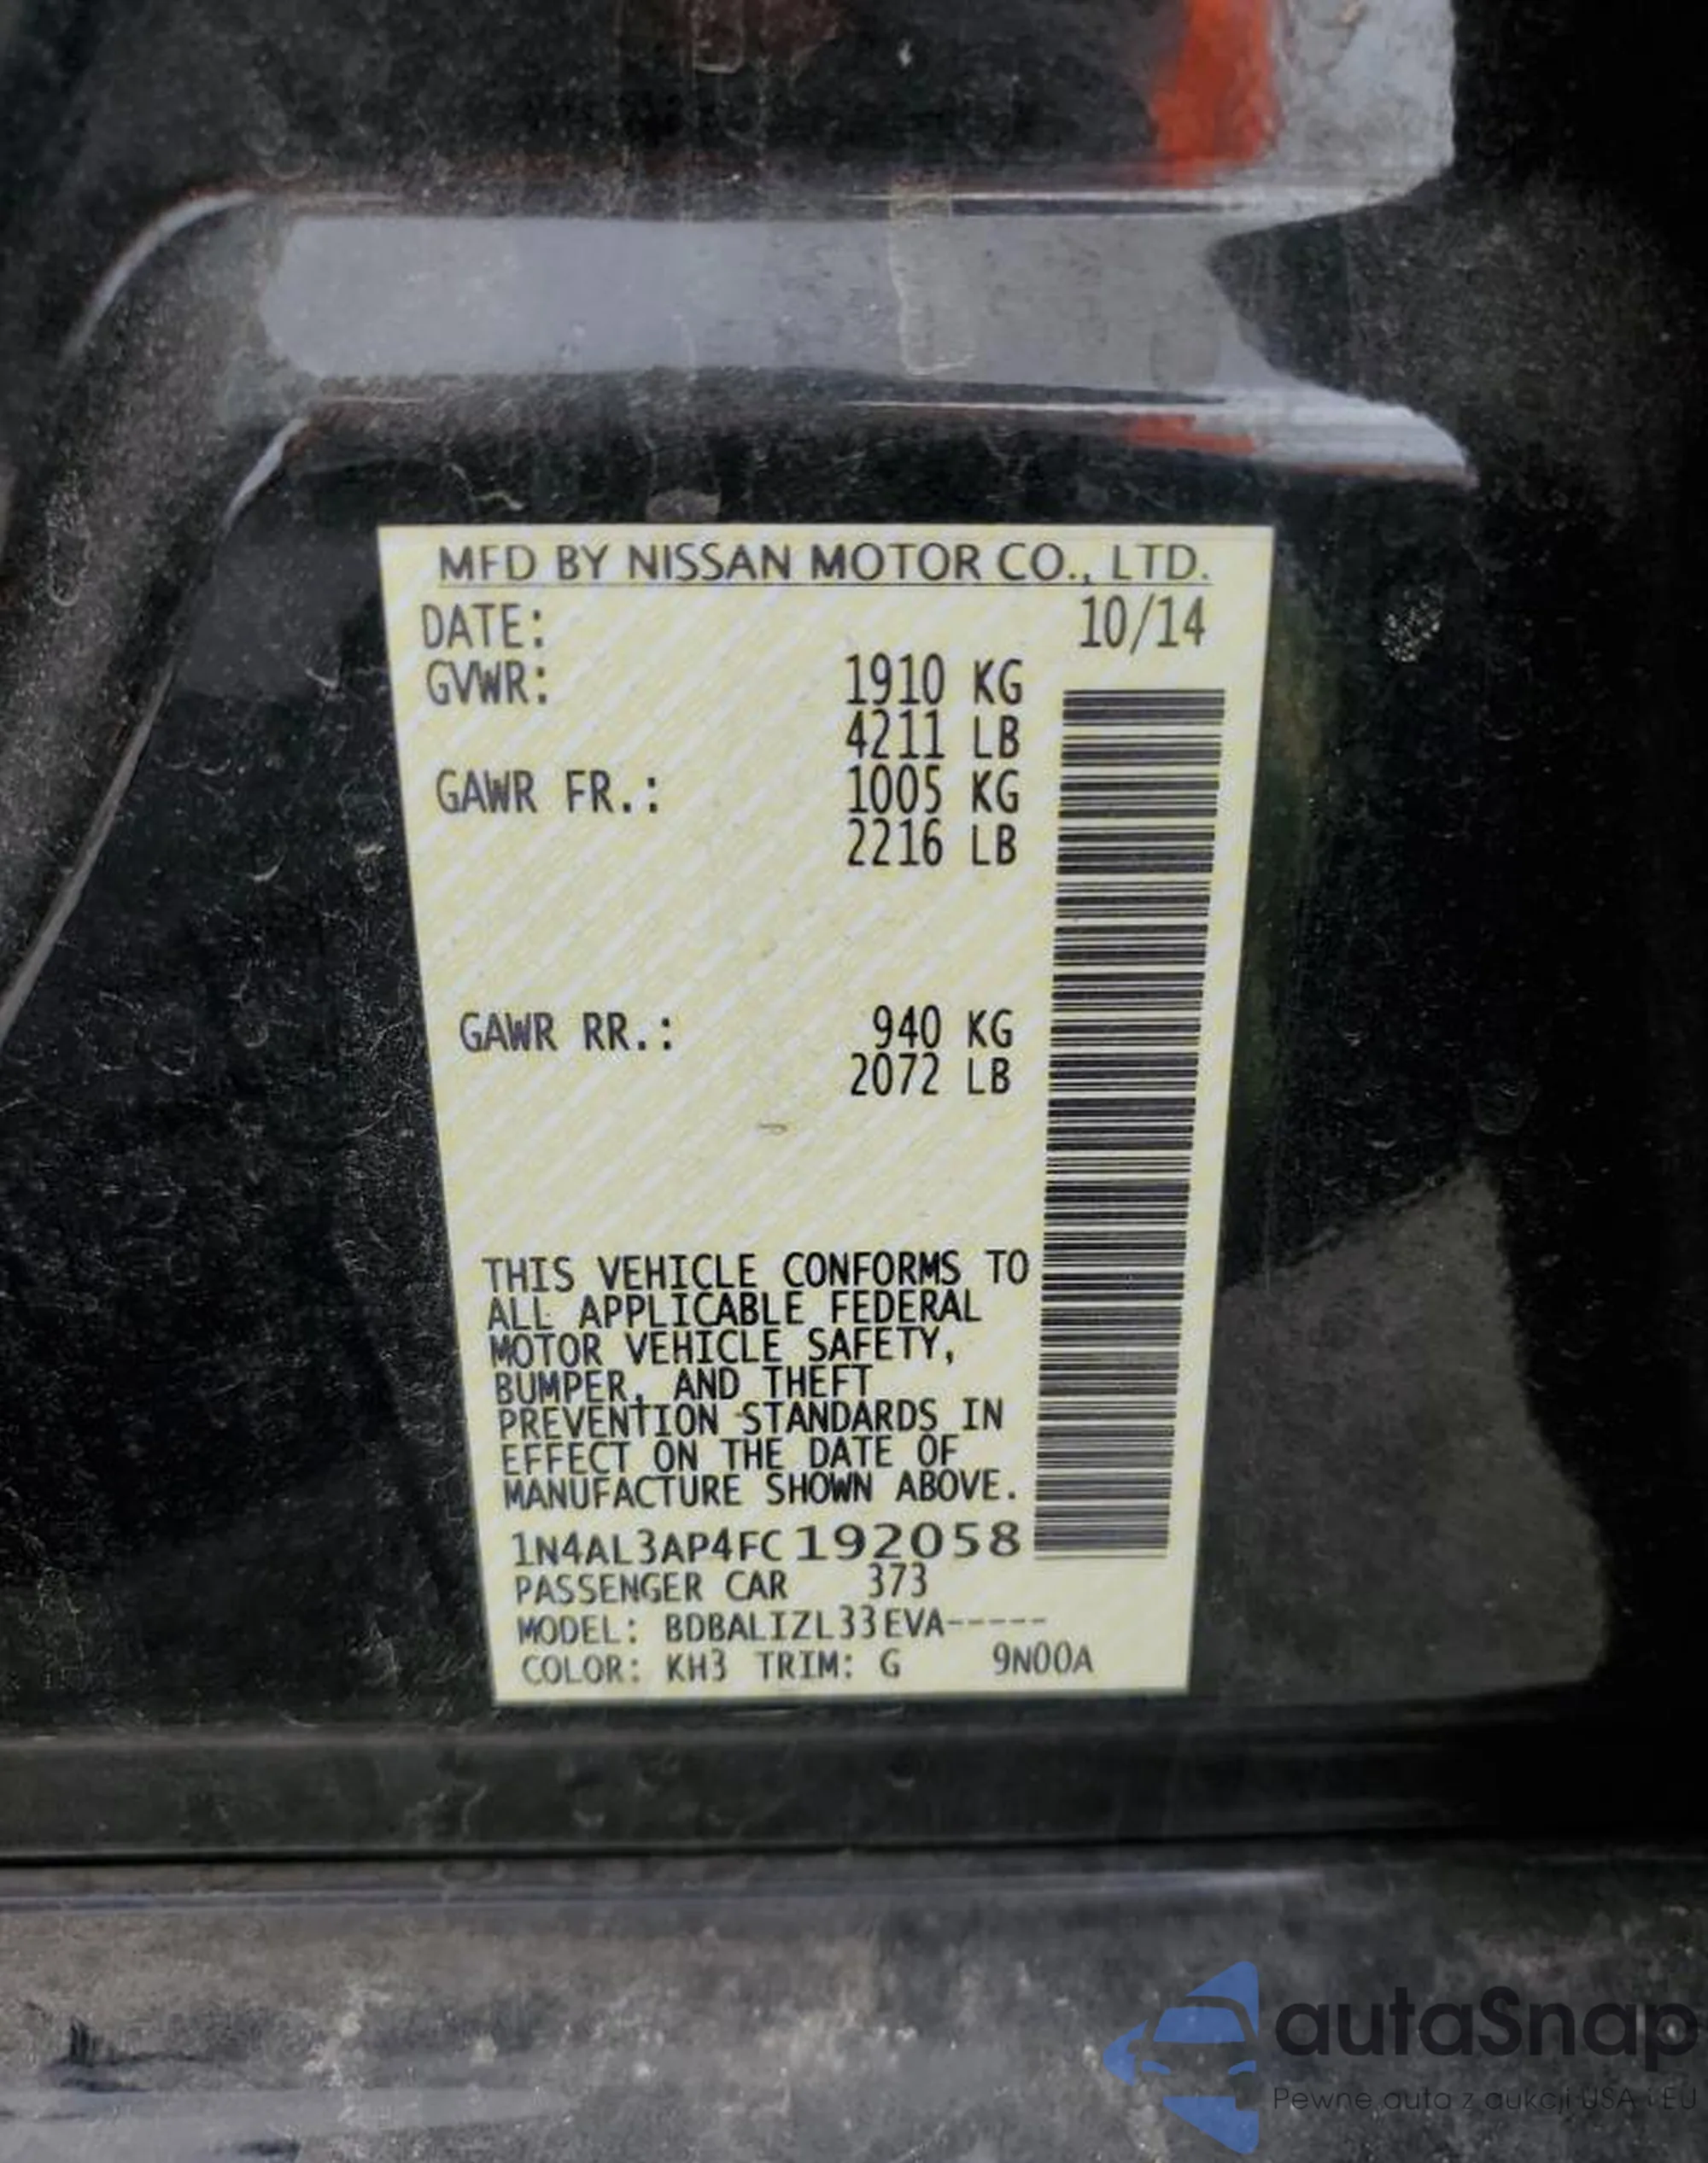 MFD BY NISSAN MOTOR CO., LTD.
DATE: 10/14
GVWR: 1910 KG
4211 LB
GAWR FR.: 1005 KG
2216 LB
GAWR RR.: 940 KG
2072 LB
THIS VEHICLE CONFORMS TO
ALL APPLICABLE FEDERAL
MOTOR VEHICLE SAFETY,
BUMPER, AND THEFT
PREVENTION STANDARDS IN
EFFECT ON THE DATE OF
MANUFACTURE SHOWN ABOVE.
1N4AL3AP4FC192058
PASSENGER CAR 373
MODEL: BDBALIZL33EVA-----
COLOR: KH3 TRIM: G 9N00A
autaSnap
Pewne auta z aukcji USA i EU